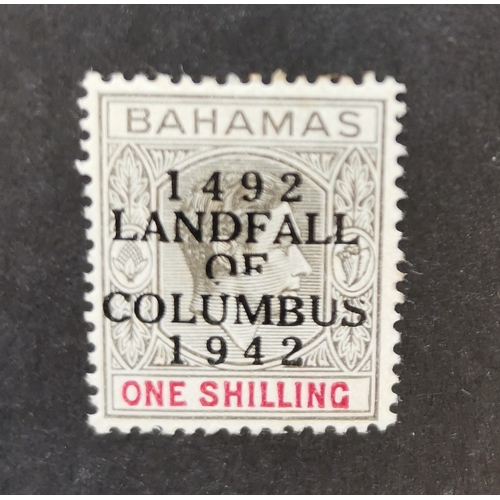 BAHAMAS
1492
LANDFALL
OF
COLUMBUS
1942
ONE SHILLING